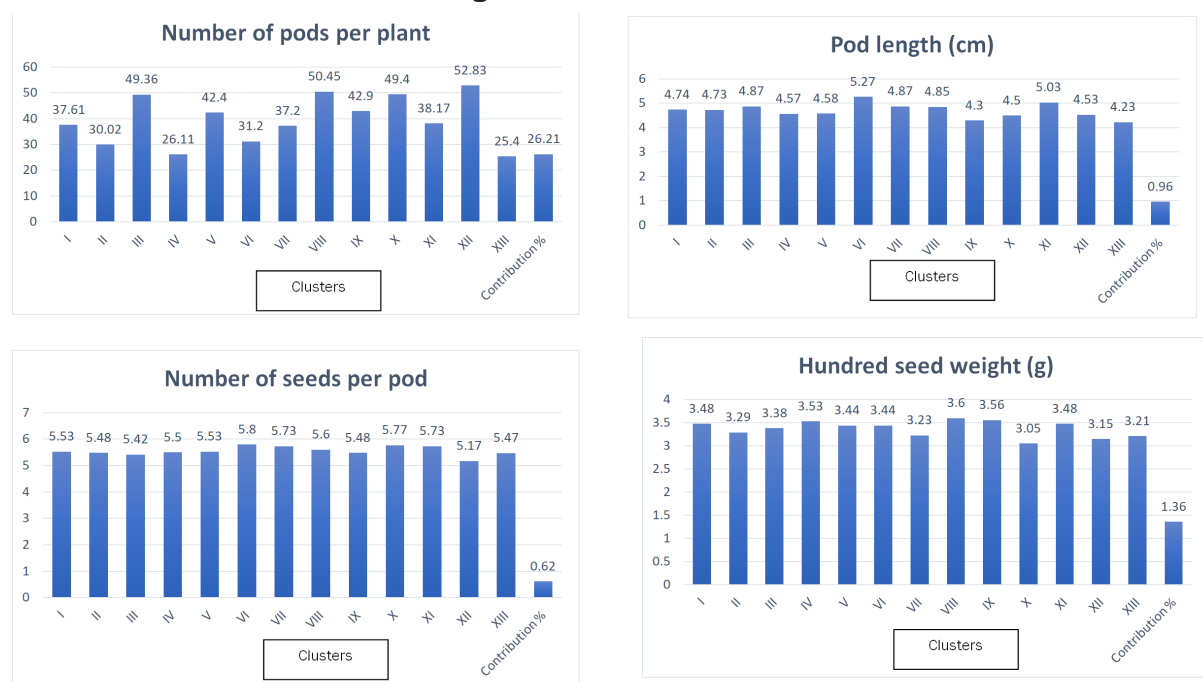 Number of pods per plant
60
50
40
30
20
10
0
37.61
30.02
49.36
26.11
42.4
31.2
37.2
50.45
42.9
49.4
38.17
52.83
25.4
26.21
I
II
III
IV
V
VI
VII
VIII
IX
X
XI
XII
XIII
Contribution %
Clusters
Pod length (cm)
6
5
4
3
2
1
0
4.74
4.73
4.87
4.57
4.58
5.27
4.87
4.85
4.3
4.5
5.03
4.53
4.23
0.96
I
II
III
IV
V
VI
VII
VIII
IX
X
XI
XII
XIII
Contribution %
Clusters
Number of seeds per pod
7
6
5
4
3
2
1
0
5.53
5.48
5.42
5.5
5.53
5.8
5.73
5.6
5.48
5.77
5.73
5.17
5.47
0.62
I
II
III
IV
V
VI
VII
VIII
IX
X
XI
XII
XIII
Contribution %
Clusters
Hundred seed weight (g)
4
3.5
3
2.5
2
1.5
1
0.5
0
3.48
3.29
3.38
3.53
3.44
3.44
3.23
3.6
3.56
3.05
3.48
3.15
3.21
1.36
I
II
III
IV
V
VI
VII
VIII
IX
X
XI
XII
XIII
Contribution %
Clusters